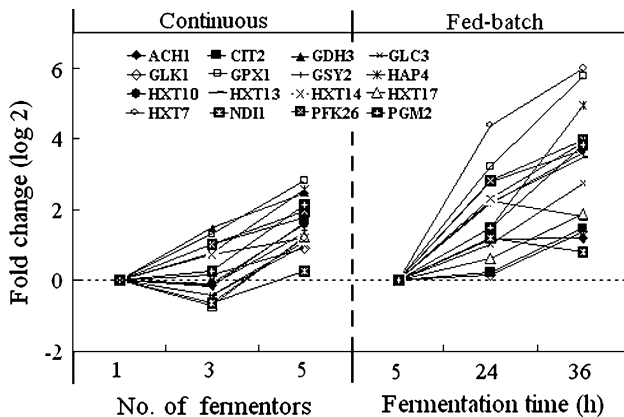 Continuous Fed-batch
ACH1 CIT2 GDH3 GLC3
GLK1 GPX1 GSY2 HAP4
HXT10 HXT13 HXT14 HXT17
HXT7 NDI1 PFK26 PGM2
Fold change (log 2)
6
4
2
0
-2
1 3 5 5 24 36
No. of fermentors Fermentation time (h)